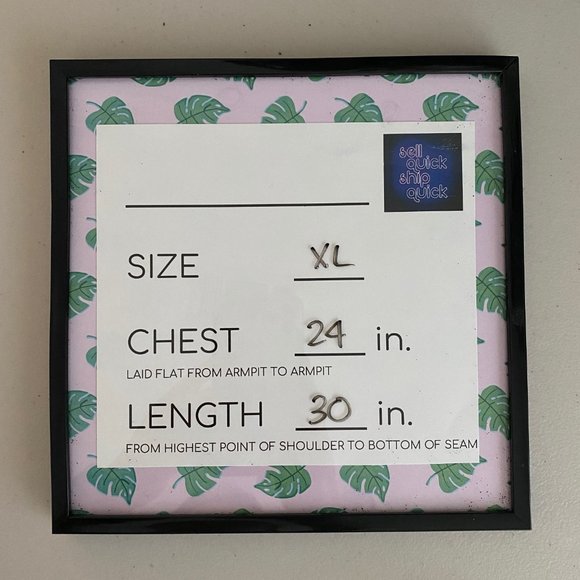 sell
quick
ship
quick
SIZE XL
CHEST 24 in.
LAID FLAT FROM ARMPIT TO ARMPIT
LENGTH 30 in.
FROM HIGHEST POINT OF SHOULDER TO BOTTOM OF SEAM